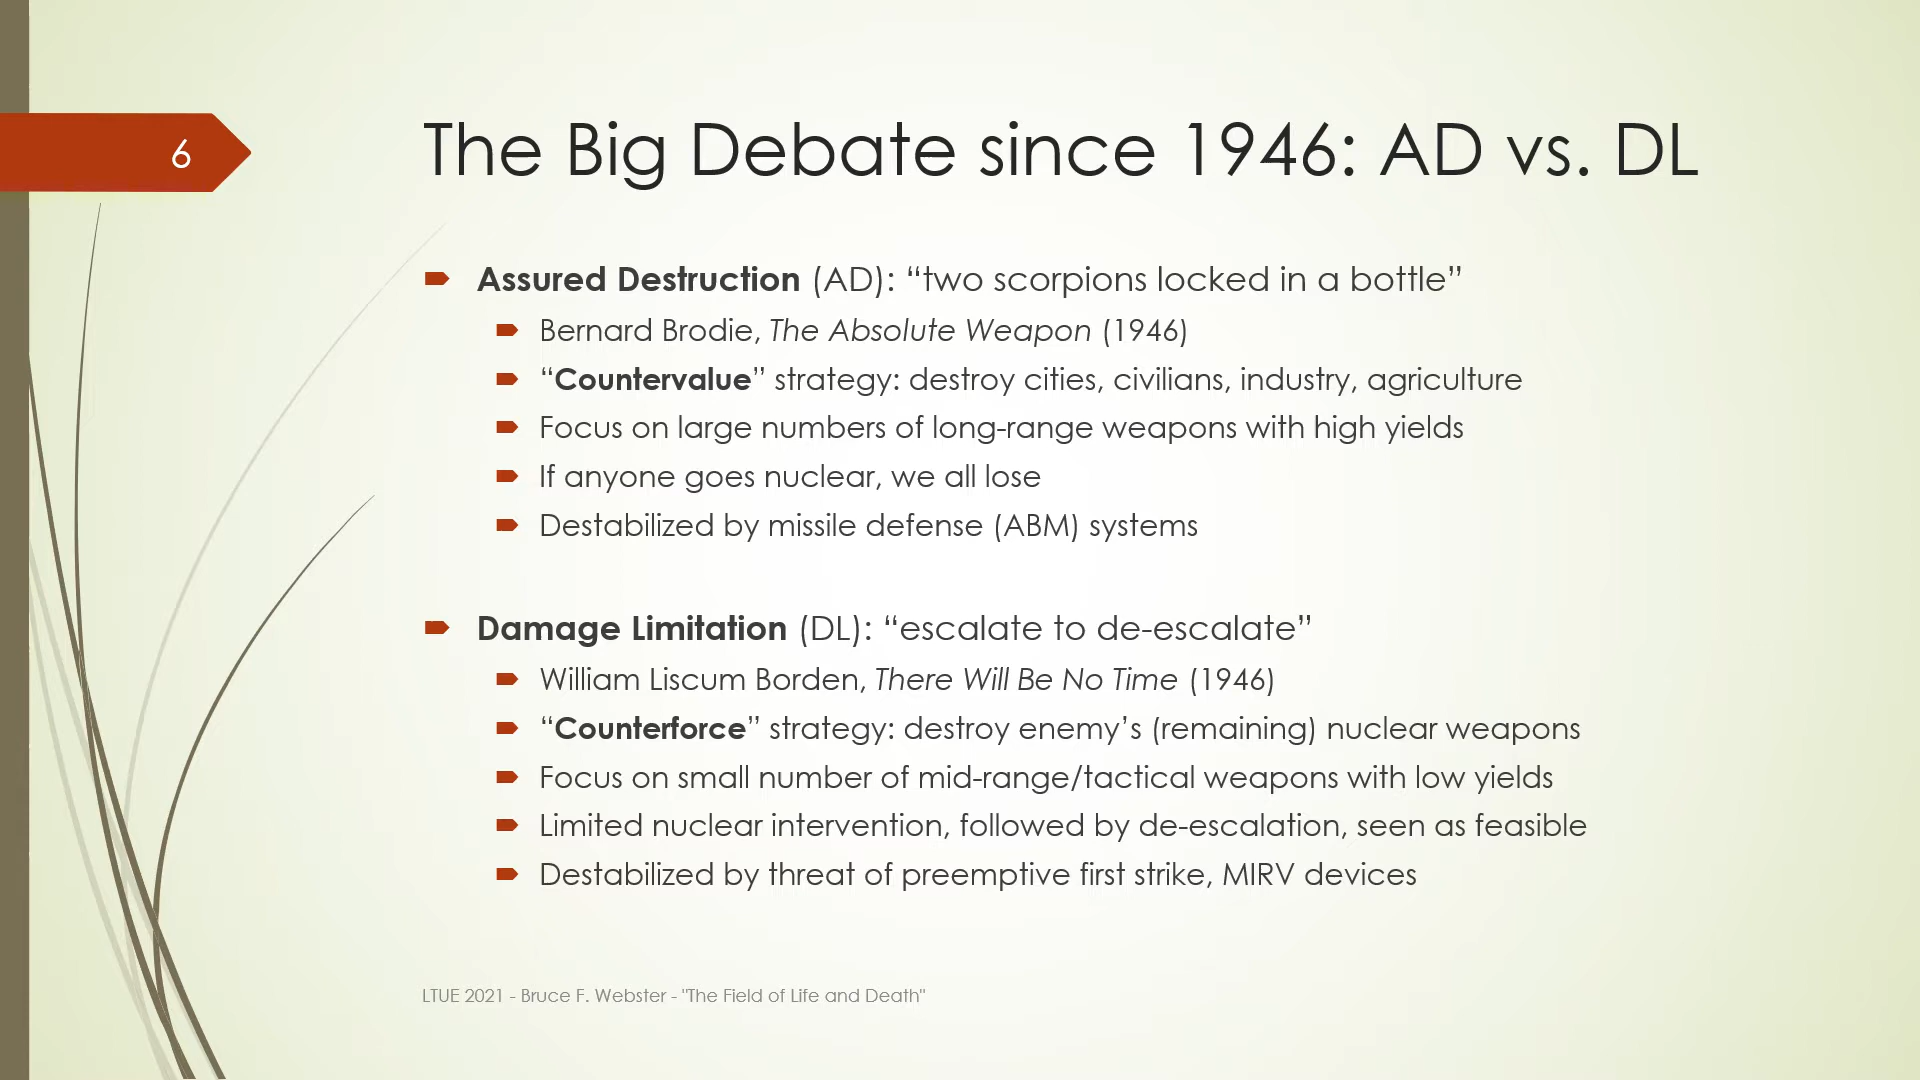 6
The Big Debate since 1946: AD vs. DL
Assured Destruction (AD): “two scorpions locked in a bottle”
Bernard Brodie, The Absolute Weapon (1946)
“Countervalue” strategy: destroy cities, civilians, industry, agriculture
Focus on large numbers of long-range weapons with high yields
If anyone goes nuclear, we all lose
Destabilized by missile defense (ABM) systems
Damage Limitation (DL): “escalate to de-escalate”
William Liscum Borden, There Will Be No Time (1946)
“Counterforce” strategy: destroy enemy’s (remaining) nuclear weapons
Focus on small number of mid-range/tactical weapons with low yields
Limited nuclear intervention, followed by de-escalation, seen as feasible
Destabilized by threat of preemptive first strike, MIRV devices
LTUE 2021 - Bruce F. Webster - "The Field of Life and Death"